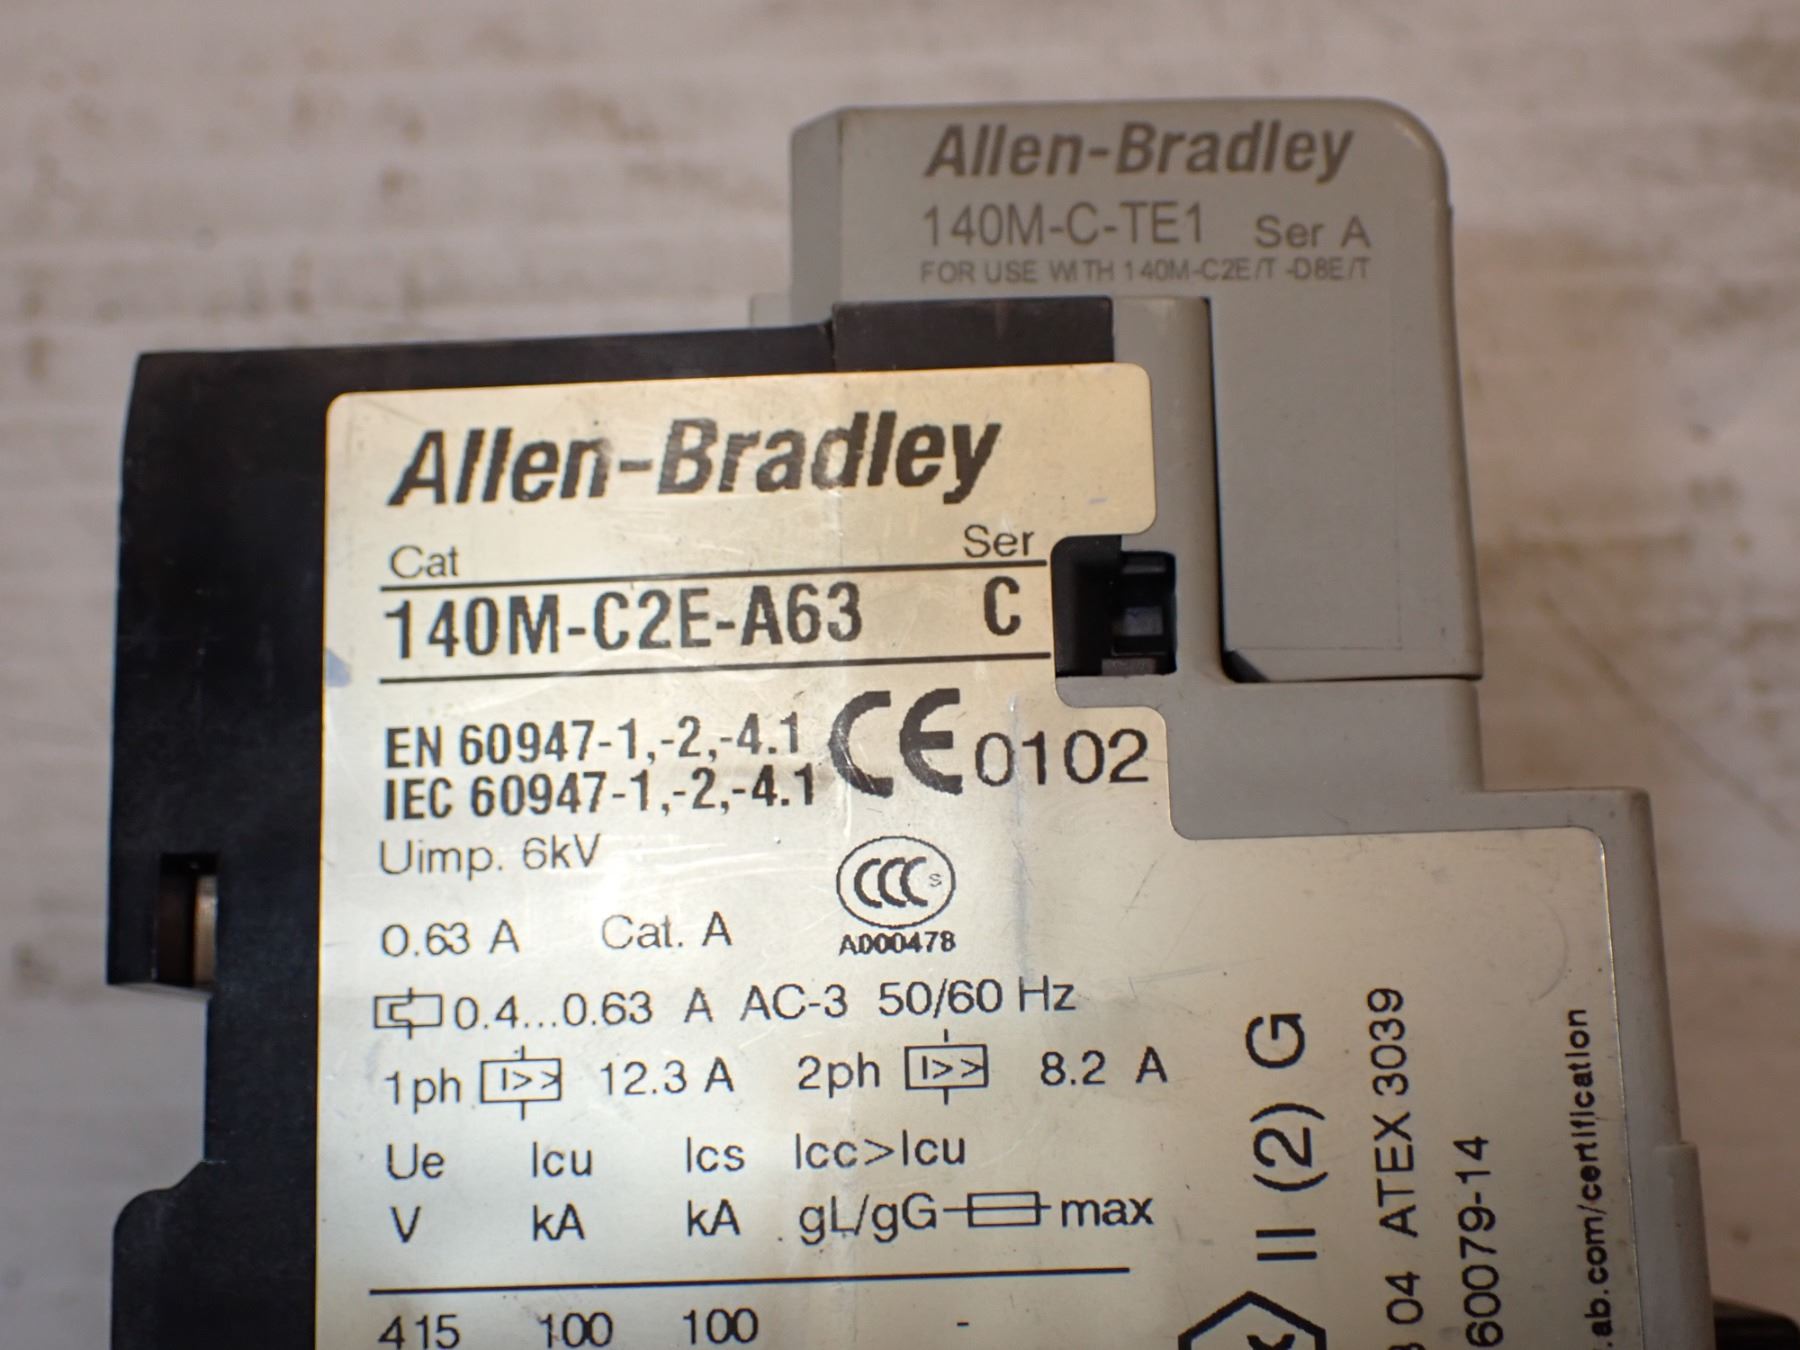 Allen-Bradley
140M-C-TE1 Ser A
FOR USE WITH 140M-C2E/T -D8E/T
Allen-Bradley
Cat Ser
140M-C2E-A63 C
EN 60947-1,-2,-4.1
IEC 60947-1,-2,-4.1
CE 0102
Uimp. 6kV
CCC S
A000478
0.63 A Cat. A
0.4...0.63 A AC-3 50/60 Hz
1ph I>> 12.3 A 2ph I>> 8.2 A
Ue Icu Ics Icc>Icu
V kA kA gL/gG max
415 100 100 -
II (2) G
04 ATEX 3039
60079-14
.ab.com/certification